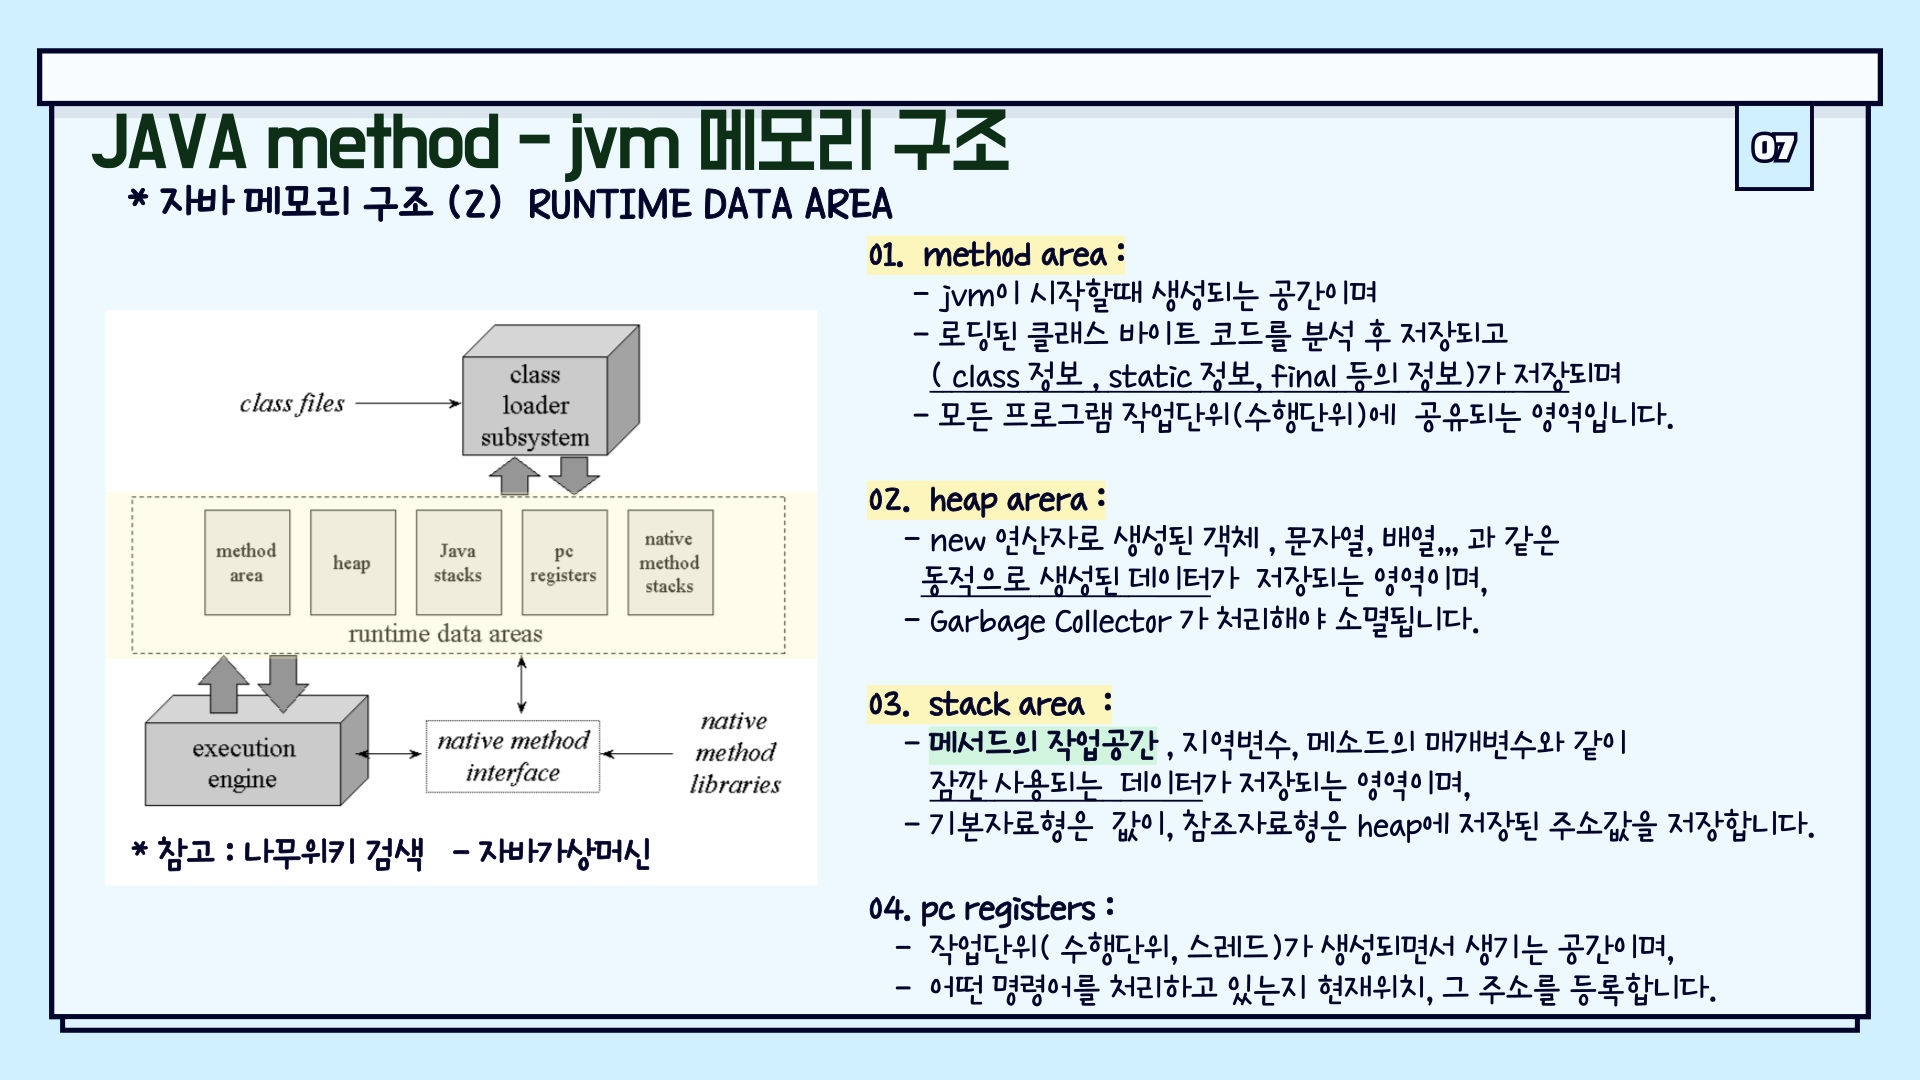 JAVA method - jvm 메모리 구조
07
* 자바 메모리 구조 (2) RUNTIME DATA AREA
class files
class
loader
subsystem
method
area
heap
Java
stacks
pc
registers
native
method
stacks
runtime data areas
execution
engine
native method
interface
native
method
libraries
* 참고 : 나무위키 검색 - 자바가상머신
01. method area :
- jvm이 시작할때 생성되는 공간이며
- 로딩된 클래스 바이트 코드를 분석 후 저장되고
( class 정보 , static 정보, final 등의 정보)가 저장되며
- 모든 프로그램 작업단위(수행단위)에 공유되는 영역입니다.
02. heap arera :
- new 연산자로 생성된 객체 , 문자열, 배열,,, 과 같은
동적으로 생성된 데이터가 저장되는 영역이며,
- Garbage Collector 가 처리해야 소멸됩니다.
03. stack area :
- 메서드의 작업공간 , 지역변수, 메소드의 매개변수와 같이
잠깐 사용되는 데이터가 저장되는 영역이며,
- 기본자료형은 값이, 참조자료형은 heap에 저장된 주소값을 저장합니다.
04. pc registers :
- 작업단위( 수행단위, 스레드)가 생성되면서 생기는 공간이며,
- 어떤 명령어를 처리하고 있는지 현재위치, 그 주소를 등록합니다.